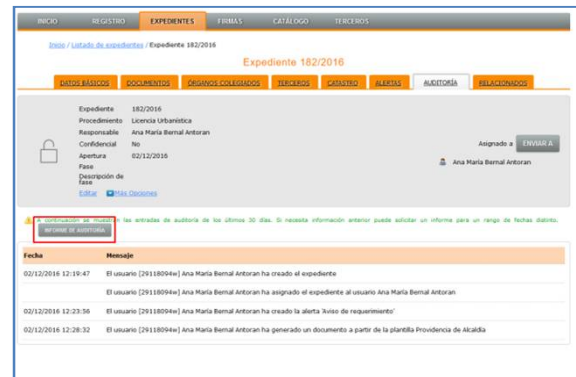 INICIO REGISTRO EXPEDIENTES FIRMAS CATÁLOGO TERCEROS
Inicio / Listado de expedientes / Expediente 182/2016
Expediente 182/2016
DATOS BÁSICOS DOCUMENTOS ÓRGANOS COLEGIADOS TERCEROS CATASTRO ALERTAS AUDITORÍA RELACIONADOS
Expediente 182/2016
Procedimiento Licencia Urbanística
Responsable Ana María Bernal Antoran
Confidencial No
Asignado a ENVIAR A
Apertura 02/12/2016
Ana María Bernal Antoran
Fase
Descripción de
fase
Editar Más Opciones
A continuación se muestran las entradas de auditoría de los últimos 30 días. Si necesita información anterior puede solicitar un informe para un rango de fechas distinto.
INFORME DE AUDITORÍA
Fecha Mensaje
02/12/2016 12:19:47 El usuario [29118094w] Ana María Bernal Antoran ha creado el expediente
El usuario [29118094w] Ana María Bernal Antoran ha asignado el expediente al usuario Ana María Bernal Antoran
02/12/2016 12:23:56 El usuario [29118094w] Ana María Bernal Antoran ha creado la alerta 'Aviso de requerimiento'
02/12/2016 12:28:32 El usuario [29118094w] Ana María Bernal Antoran ha generado un documento a partir de la plantilla Providencia de Alcaldía